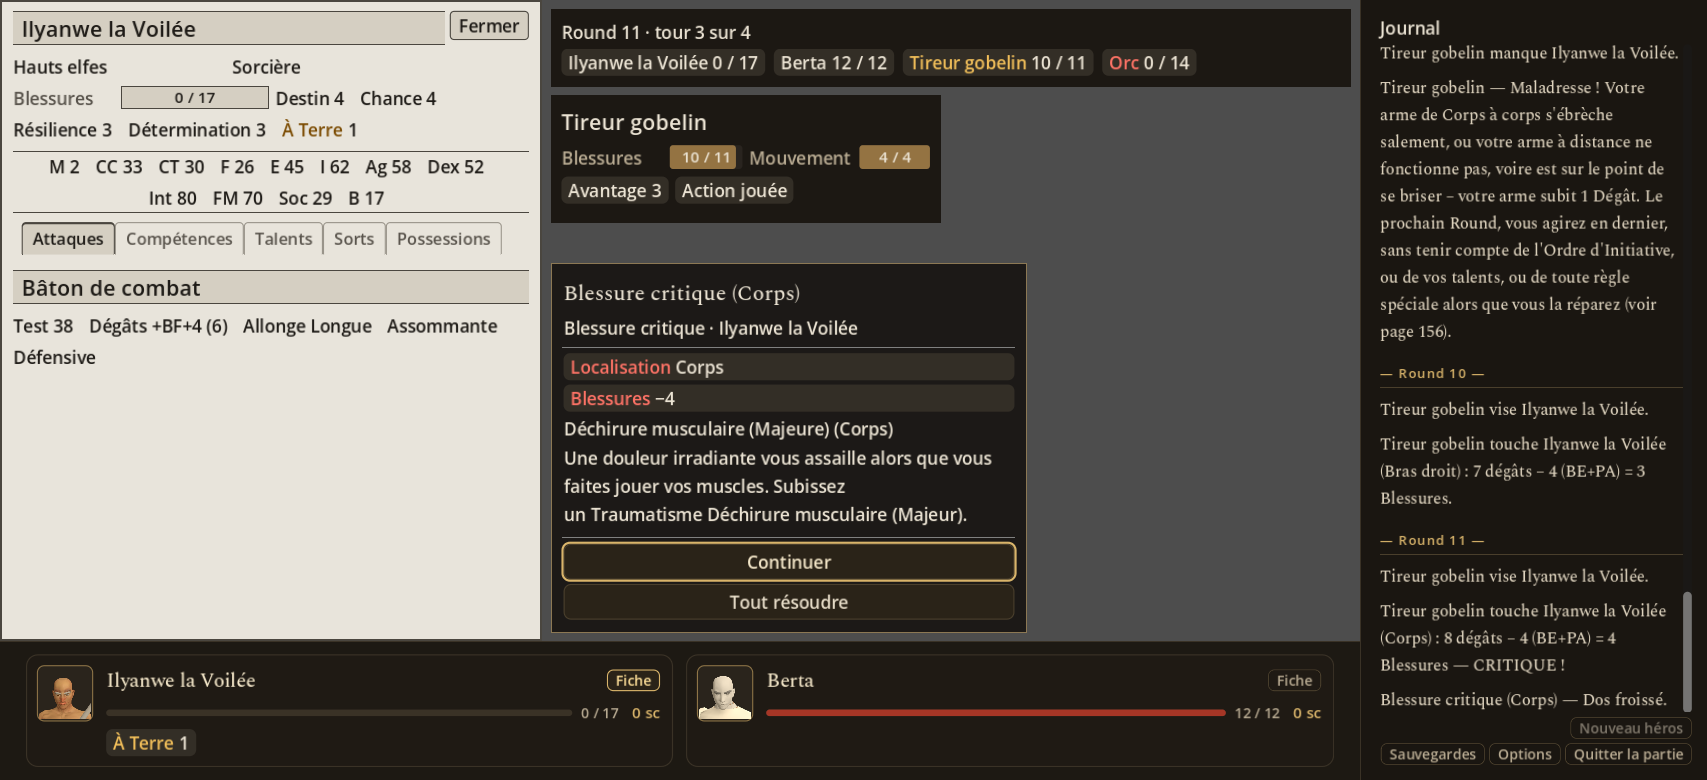 Ilyanwe la Voilée
Fermer
Hauts elfes Sorcière
Blessures 0 / 17 Destin 4 Chance 4
Résilience 3 Détermination 3 À Terre 1
M 2 CC 33 CT 30 F 26 E 45 I 62 Ag 58 Dex 52
Int 80 FM 70 Soc 29 B 17
Attaques Compétences Talents Sorts Possessions
Bâton de combat
Test 38 Dégâts +BF+4 (6) Allonge Longue Assommante
Défensive
Round 11 · tour 3 sur 4
Ilyanwe la Voilée 0 / 17 Berta 12 / 12 Tireur gobelin 10 / 11 Orc 0 / 14
Tireur gobelin
Blessures 10 / 11 Mouvement 4 / 4
Avantage 3 Action jouée
Blessure critique (Corps)
Blessure critique · Ilyanwe la Voilée
Localisation Corps
Blessures −4
Déchirure musculaire (Majeure) (Corps)
Une douleur irradiante vous assaille alors que vous
faites jouer vos muscles. Subissez
un Traumatisme Déchirure musculaire (Majeur).
Continuer
Tout résoudre
Ilyanwe la Voilée
Fiche
0 / 17 0 sc
À Terre 1
Berta
Fiche
12 / 12 0 sc
Journal
Tireur gobelin manque Ilyanwe la Voilée.
Tireur gobelin — Maladresse ! Votre
arme de Corps à corps s'ébrèche
salement, ou votre arme à distance ne
fonctionne pas, voire est sur le point de
se briser – votre arme subit 1 Dégât. Le
prochain Round, vous agirez en dernier,
sans tenir compte de l'Ordre d'Initiative,
ou de vos talents, ou de toute règle
spéciale alors que vous la réparez (voir
page 156).
— Round 10 —
Tireur gobelin vise Ilyanwe la Voilée.
Tireur gobelin touche Ilyanwe la Voilée
(Bras droit) : 7 dégâts − 4 (BE+PA) = 3
Blessures.
— Round 11 —
Tireur gobelin vise Ilyanwe la Voilée.
Tireur gobelin touche Ilyanwe la Voilée
(Corps) : 8 dégâts − 4 (BE+PA) = 4
Blessures — CRITIQUE !
Blessure critique (Corps) — Dos froissé.
Nouveau héros
Sauvegardes Options Quitter la partie